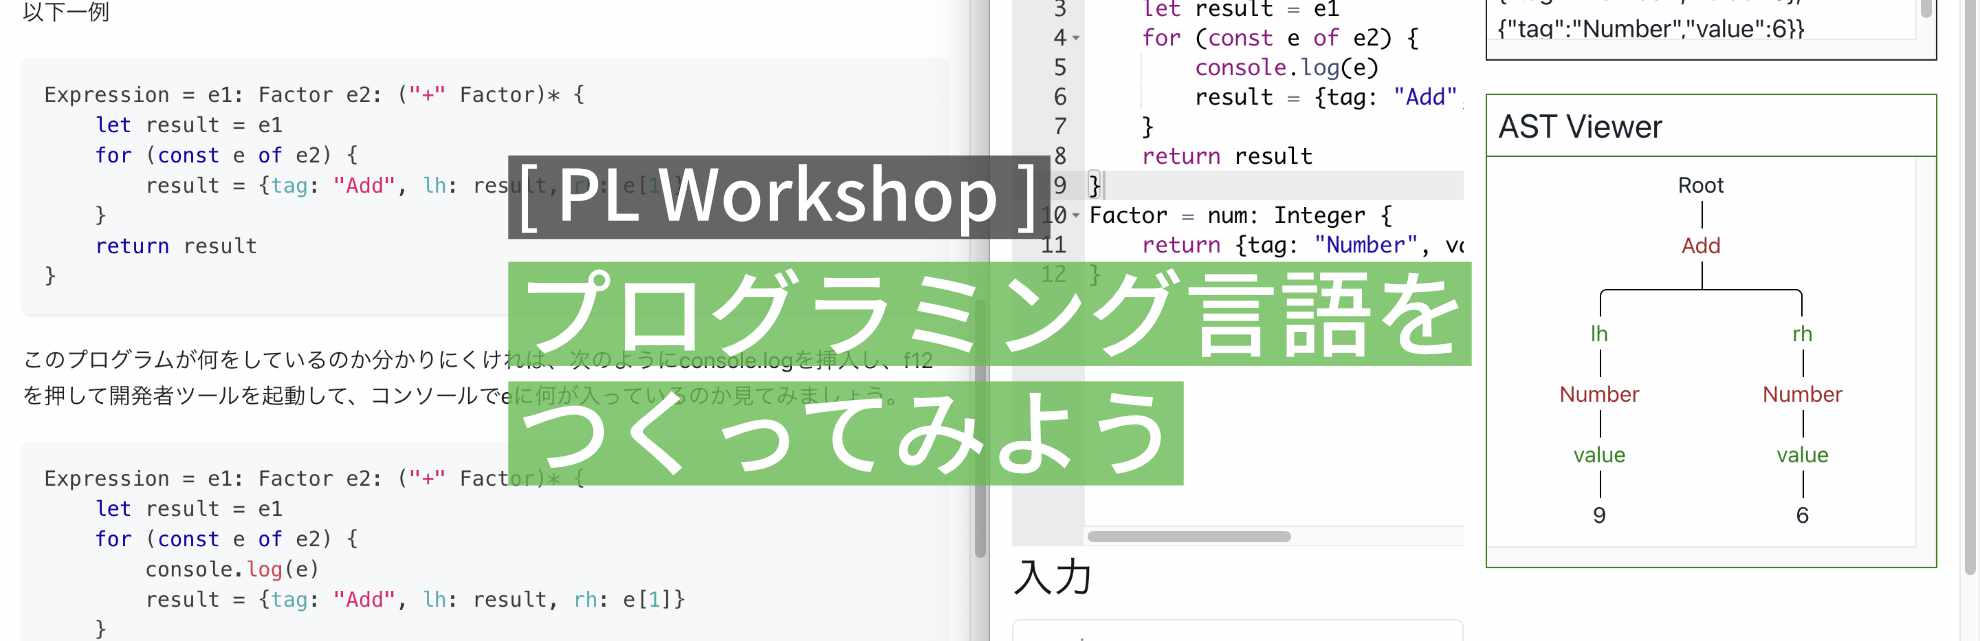 以下一例
Expression = e1: Factor e2: ("+" Factor)* {
let result = e1
for (const e of e2) {
result = {tag: "Add", lh: result, rh: e[1]}
}
return result
}
このプログラムが何をしているのか分かりにくければ、次のようにconsole.logを挿入し、f12
を押して開発者ツールを起動して、コンソールでeに何が入っているのか見てみましょう。
Expression = e1: Factor e2: ("+" Factor)* {
let result = e1
for (const e of e2) {
console.log(e)
result = {tag: "Add", lh: result, rh: e[1]}
}
[ PL Workshop ]
プログラミング言語を
つくってみよう
3 let result = e1
4 for (const e of e2) {
5 console.log(e)
6 result = {tag: "Add",
7 }
8 return result
9 }
10 Factor = num: Integer {
11 return {tag: "Number", va
12 }
入力
{"tag":"Number","value":6}}
AST Viewer
Root
Add
lh rh
Number Number
value value
9 6